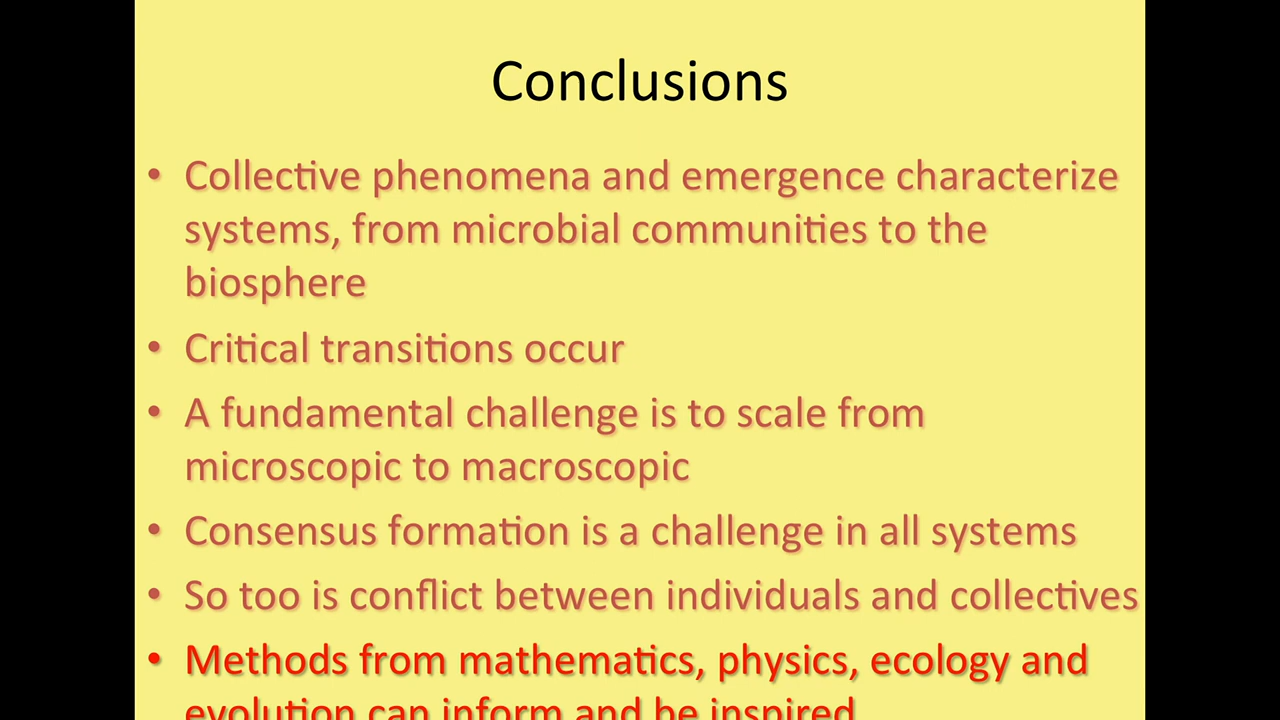 Conclusions
• Collective phenomena and emergence characterize
systems, from microbial communities to the
biosphere
• Critical transitions occur
• A fundamental challenge is to scale from
microscopic to macroscopic
• Consensus formation is a challenge in all systems
• So too is conflict between individuals and collectives
• Methods from mathematics, physics, ecology and
evolution can inform and be inspired